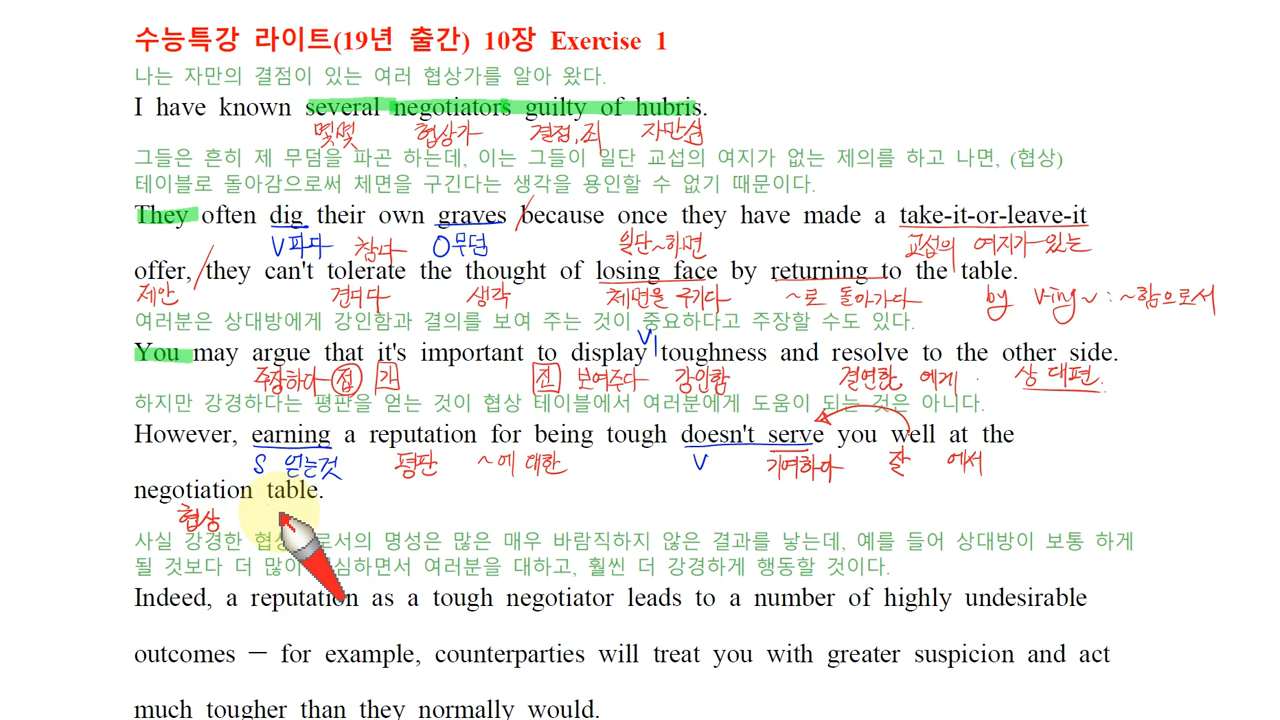 수능특강 라이트(19년 출간) 10장 Exercise 1
나는 자만의 결점이 있는 여러 협상가를 알아 왔다.
I have known several negotiators guilty of hubris.
몇몇 협상가 결점,죄 자만심
그들은 흔히 제 무덤을 파곤 하는데, 이는 그들이 일단 교섭의 여지가 없는 제의를 하고 나면, (협상)
테이블로 돌아감으로써 체면을 구긴다는 생각을 용인할 수 없기 때문이다.
They often dig their own graves because once they have made a take-it-or-leave-it
V 파다 참다 O 무덤 일단~하면 교섭의 여지가 있는
offer, they can't tolerate the thought of losing face by returning to the table.
제안 견디다 생각 체면을 구기다 ~로 돌아가다 by v-ing~ : ~함으로서
여러분은 상대방에게 강인함과 결의를 보여 주는 것이 중요하다고 주장할 수도 있다.
V
You may argue that it's important to display toughness and resolve to the other side.
주장하다 접 가 진 보여주다 강인함 결연함 에게 상대편
하지만 강경하다는 평판을 얻는 것이 협상 테이블에서 여러분에게 도움이 되는 것은 아니다.
However, earning a reputation for being tough doesn't serve you well at the
S 얻는것 평판 ~에 대한 V 기여하다 잘 에서
negotiation table.
협상
사실 강경한 로서의 명성은 많은 매우 바람직하지 않은 결과를 낳는데, 예를 들어 상대방이 보통 하게
될 것보다 더 많이 여러분을 대하고, 훨씬 더 강경하게 행동할 것이다.
Indeed, a reputation as a tough negotiator leads to a number of highly undesirable
outcomes − for example, counterparties will treat you with greater suspicion and act
much tougher than they normally would.